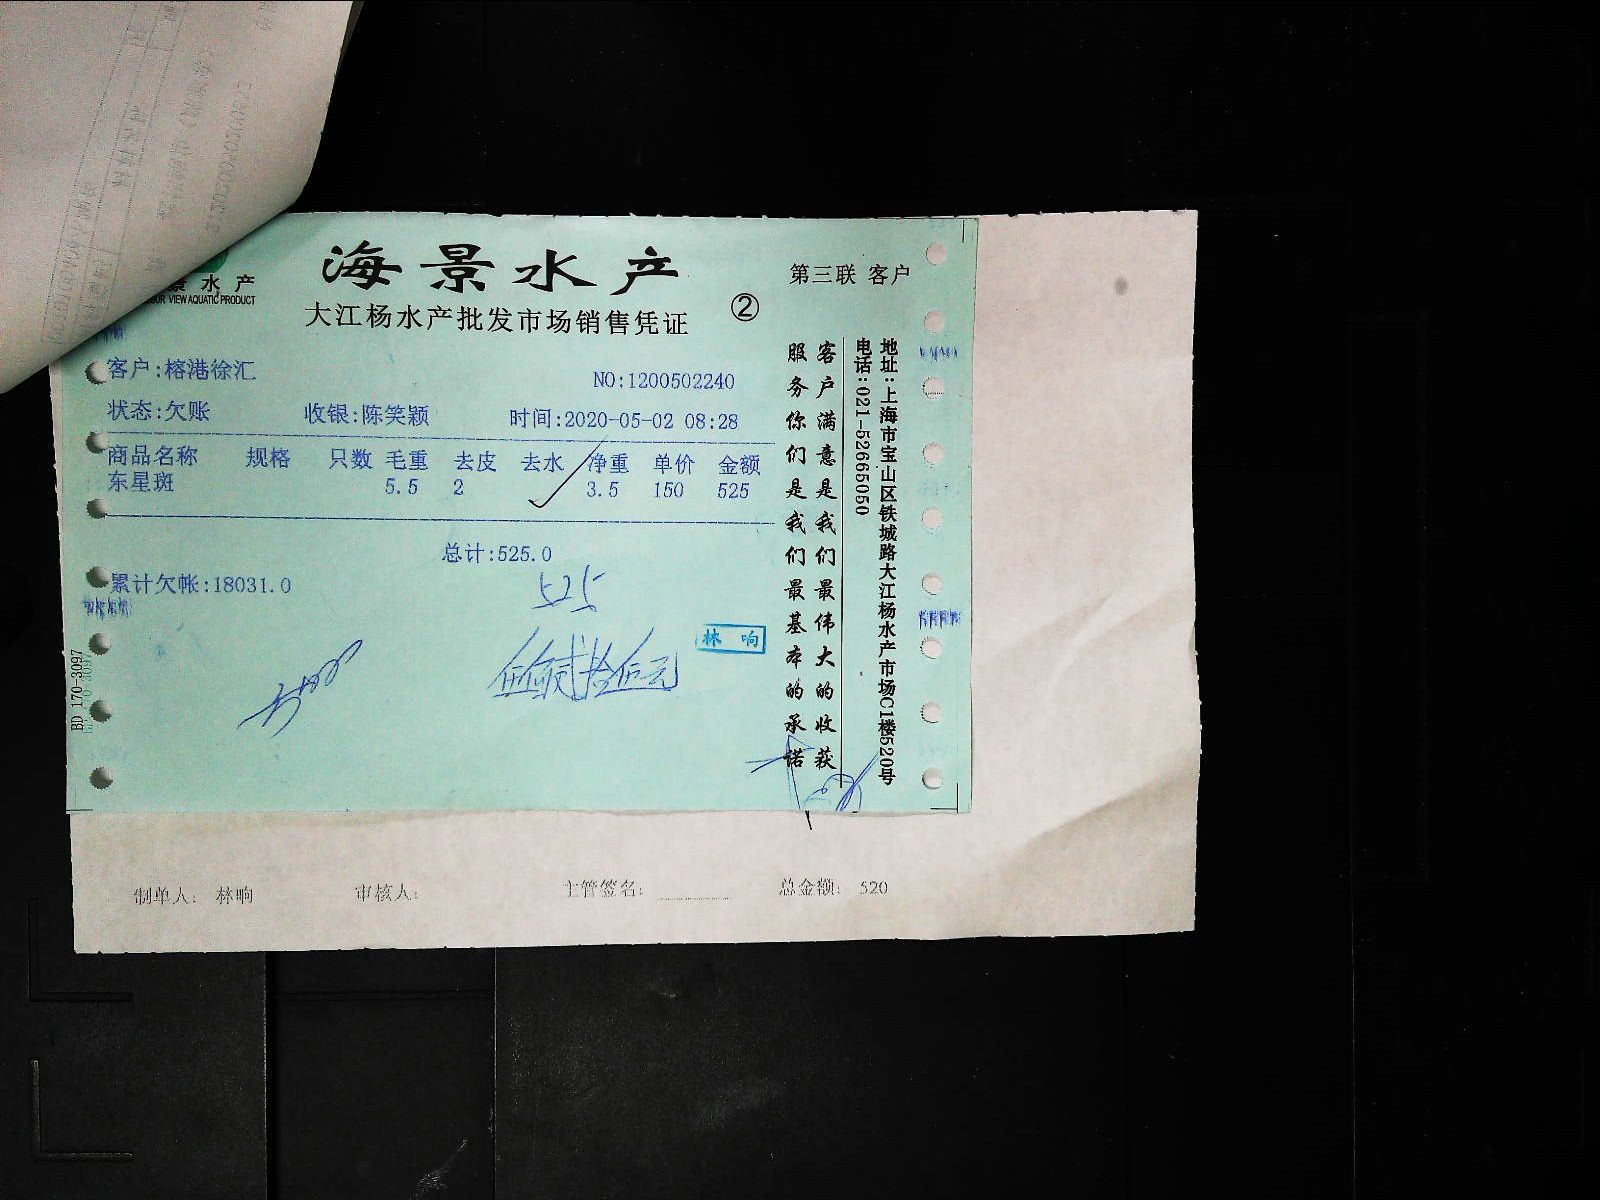 海景水产
第三联 客户
水产
VIEW AQUATIC PRODUCT
大江杨水产批发市场销售凭证
②
客户:榕港徐汇
NO:1200502240
状态:欠账 收银:陈笑颖 时间:2020-05-02 08:28
商品名称 规格 只数 毛重 去皮 去水 净重 单价 金额
东星斑 5.5 2 3.5 150 525
总计:525.0
累计欠帐:18031.0
525
伍佰贰拾伍元
林响
BD 170-3097
客户满意是我们最伟大的收获
服务你们是我们最基本的承诺
地址:上海市宝山区铁城路大江杨水产市场C1楼520号
电话:021-52665050
制单人: 林响 审核人: 主管签名: 总金额: 520